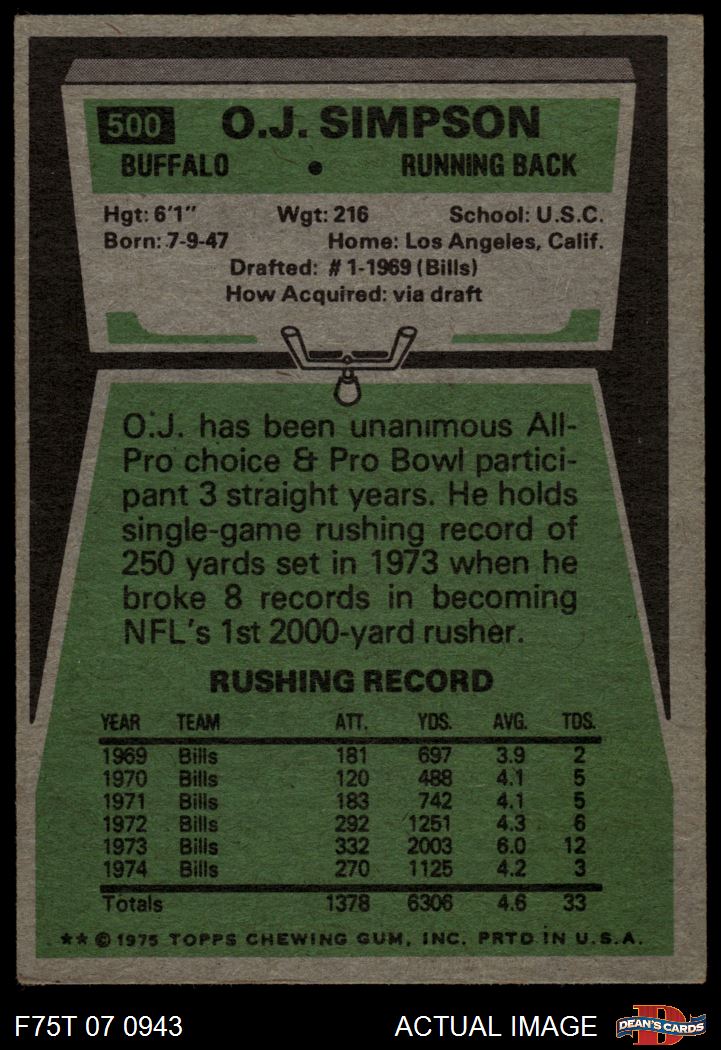 500 O.J. SIMPSON
BUFFALO • RUNNING BACK
Hgt: 6'1" Wgt: 216 School: U.S.C.
Born: 7-9-47 Home: Los Angeles, Calif.
Drafted: #1-1969 (Bills)
How Acquired: via draft
O.J. has been unanimous All-
Pro choice & Pro Bowl partici-
pant 3 straight years. He holds
single-game rushing record of
250 yards set in 1973 when he
broke 8 records in becoming
NFL's 1st 2000-yard rusher.
RUSHING RECORD
YEAR TEAM ATT. YDS. AVG. TDS.
1969 Bills 181 697 3.9 2
1970 Bills 120 488 4.1 5
1971 Bills 183 742 4.1 5
1972 Bills 292 1251 4.3 6
1973 Bills 332 2003 6.0 12
1974 Bills 270 1125 4.2 3
Totals 1378 6306 4.6 33
** © 1975 TOPPS CHEWING GUM, INC. PRTD IN U.S.A.
F75T 07 0943 ACTUAL IMAGE D DEAN'S CARDS